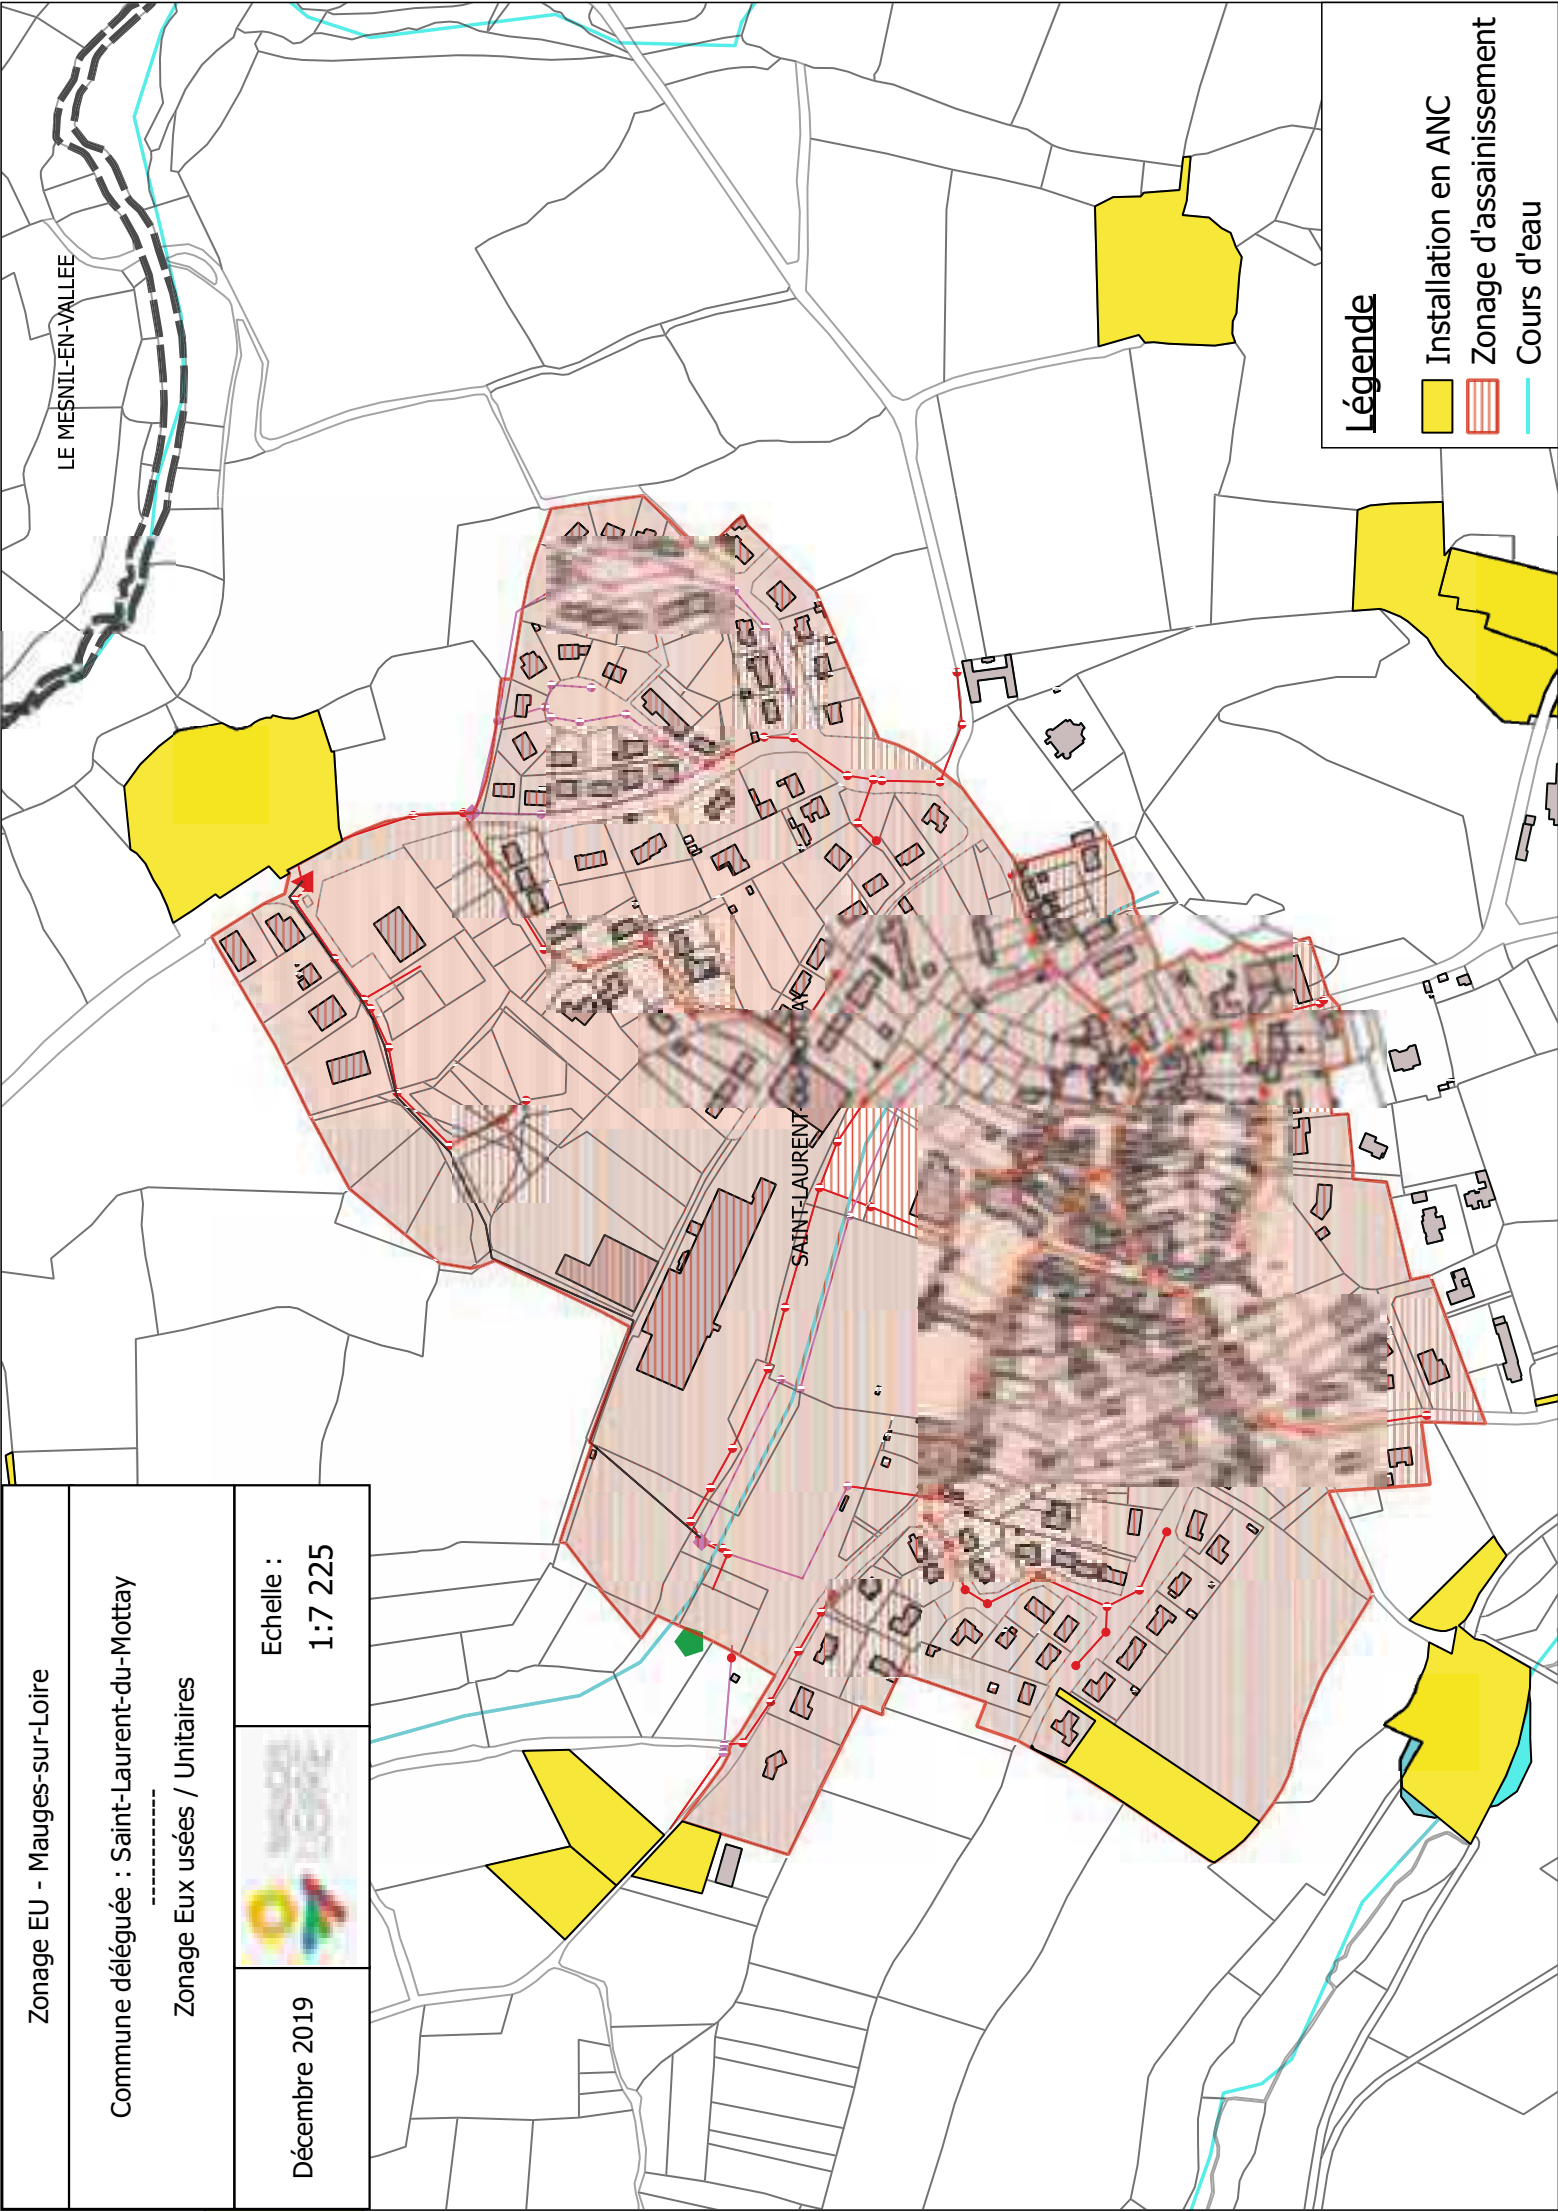 Zonage EU - Mauges-sur-Loire
Commune déléguée : Saint-Laurent-du-Mottay
-----------
Zonage Eux usées / Unitaires
Décembre 2019
Echelle :
1:7 225
LE MESNIL-EN-VALLEE
SAINT-LAURENT-
Légende
Installation en ANC
Zonage d'assainissement
Cours d'eau